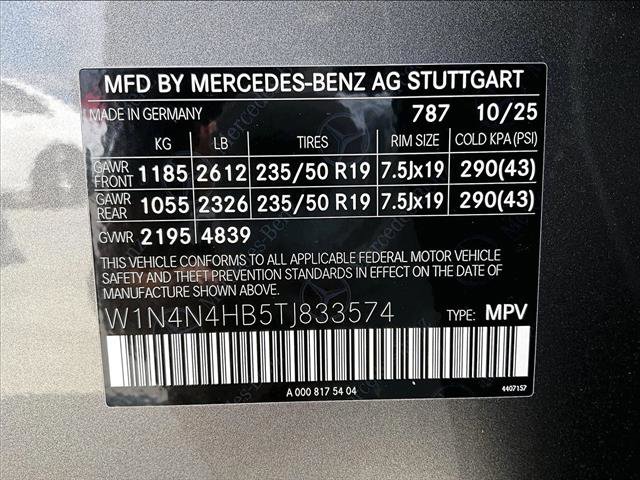 MFD BY MERCEDES-BENZ AG STUTTGART
MADE IN GERMANY 787 10/25
KG LB TIRES RIM SIZE COLD KPA (PSI)
GAWR FRONT 1185 2612 235/50 R19 7.5Jx19 290(43)
GAWR REAR 1055 2326 235/50 R19 7.5Jx19 290(43)
GVWR 2195 4839
THIS VEHICLE CONFORMS TO ALL APPLICABLE FEDERAL MOTOR VEHICLE
SAFETY AND THEFT PREVENTION STANDARDS IN EFFECT ON THE DATE
OF MANUFACTURE SHOWN ABOVE.
W1N4N4HB5TJ833574 TYPE: MPV
A 000 817 54 04 4407157